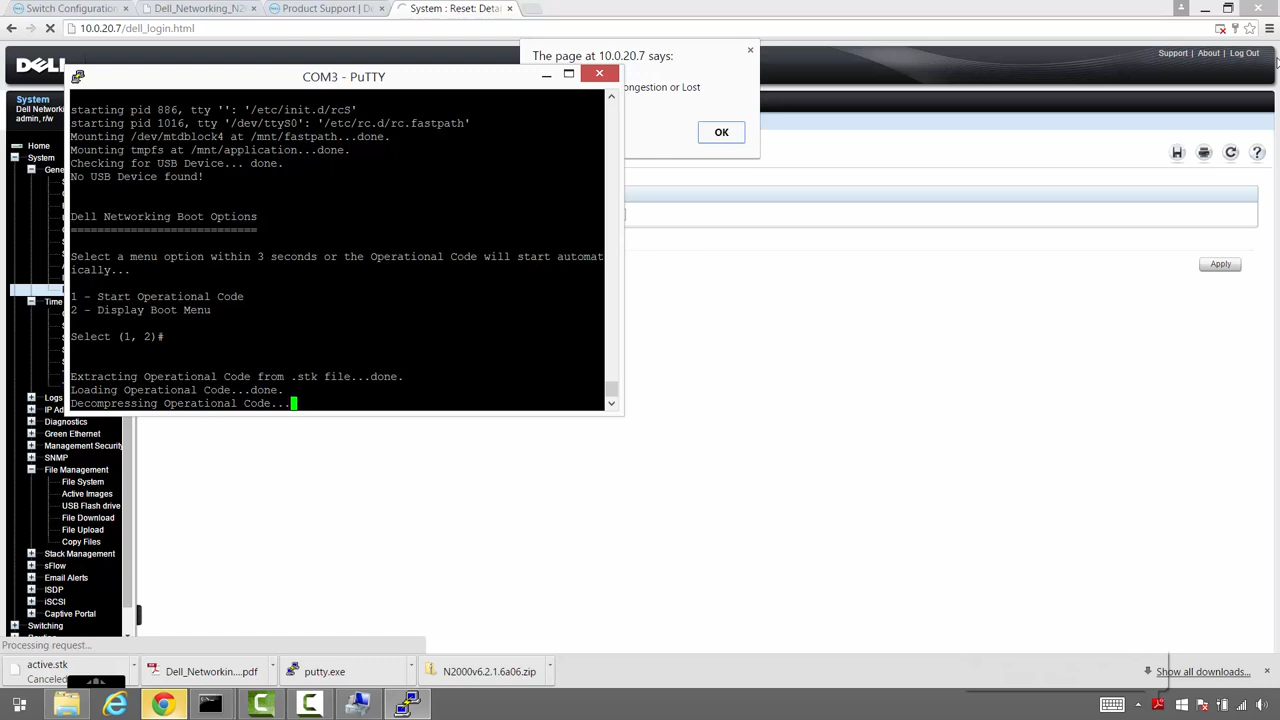 Switch Configuration
Dell_Networking_N2
Product Support | De
System : Reset: Detai
10.0.20.7/dell_login.html
DELL
Support
About
Log Out
The page at 10.0.20.7 says:
ongestion or Lost
OK
System
Dell Networ
admin, r/w
Home
System
Gene
Time
Logs
IP Ad
Diagnostics
Green Ethernet
Management Security
SNMP
File Management
File System
Active Images
USB Flash drive
File Download
File Upload
Copy Files
Stack Management
sFlow
Email Alerts
ISDP
iSCSI
Captive Portal
Switching
COM3 - PuTTY
starting pid 886, tty '': '/etc/init.d/rcS'
starting pid 1016, tty '/dev/ttyS0': '/etc/rc.d/rc.fastpath'
Mounting /dev/mtdblock4 at /mnt/fastpath...done.
Mounting tmpfs at /mnt/application...done.
Checking for USB Device... done.
No USB Device found!
Dell Networking Boot Options
============================
Select a menu option within 3 seconds or the Operational Code will start automat
ically...
1 - Start Operational Code
2 - Display Boot Menu
Select (1, 2)#
Extracting Operational Code from .stk file...done.
Loading Operational Code...done.
Decompressing Operational Code...
Apply
Processing request...
active.stk
Canceled
Dell_Networkin....pdf
putty.exe
N2000v6.2.1.6a06.zip
Show all downloads...